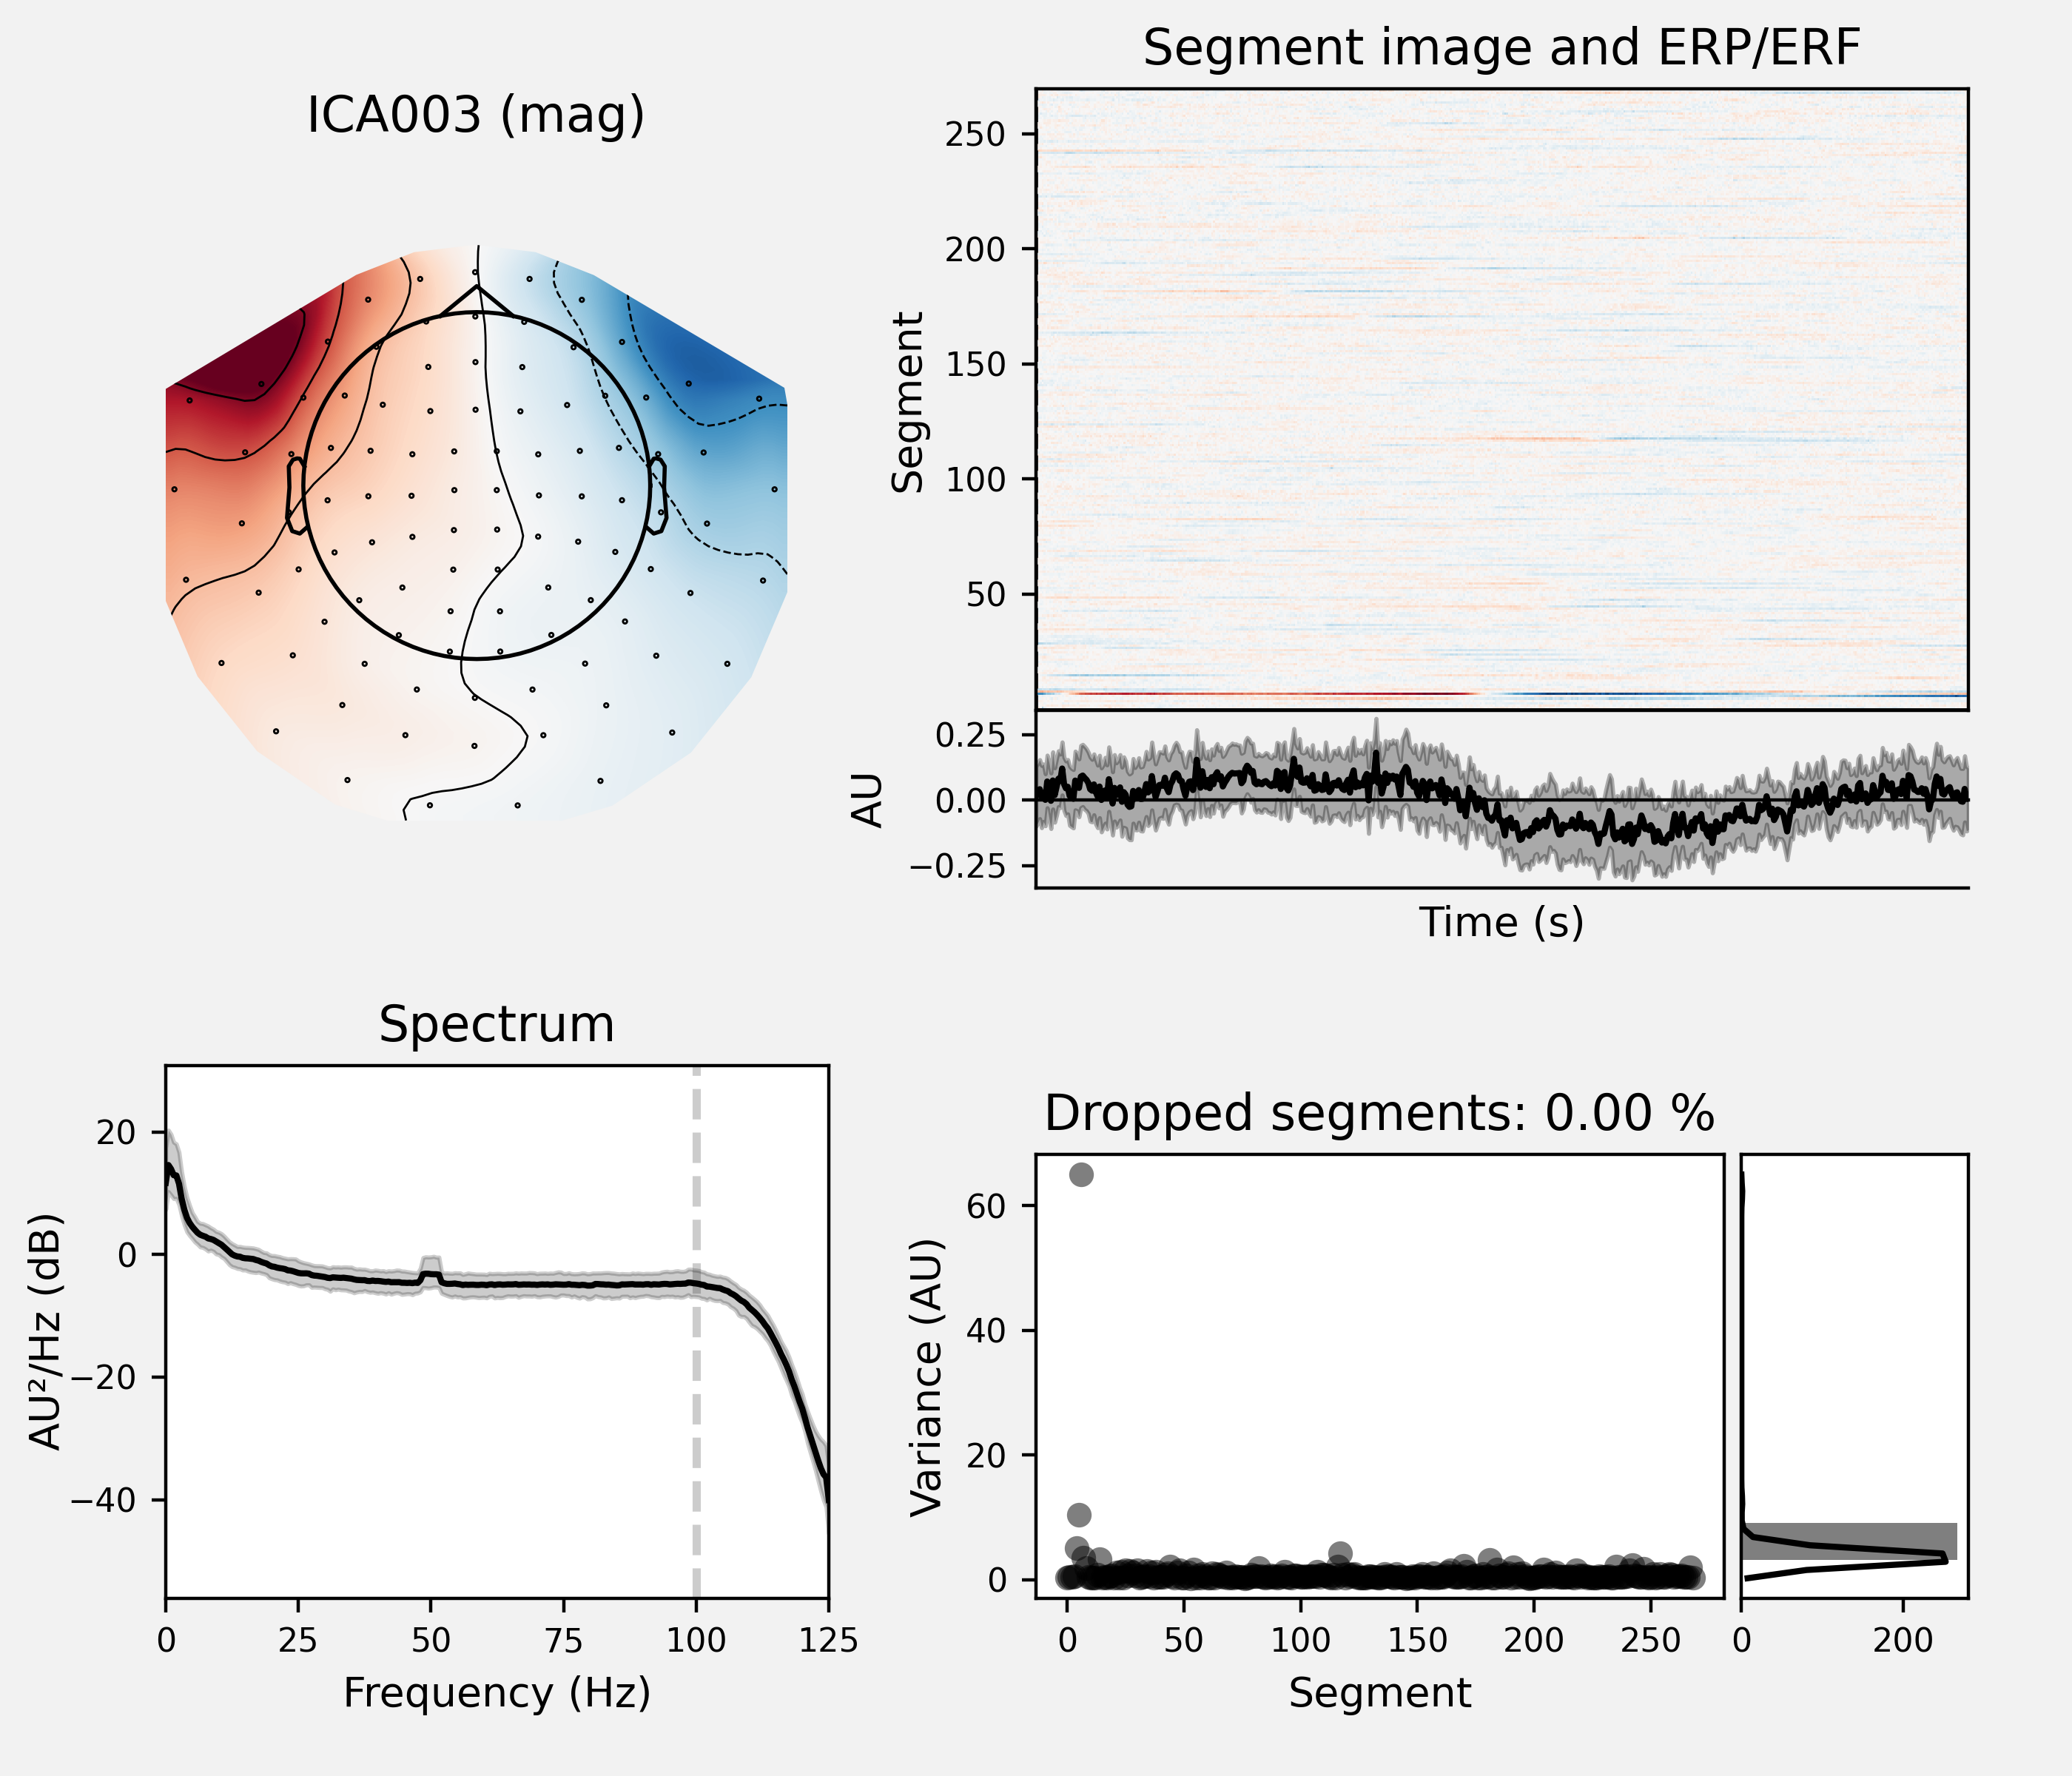 ICA003 (mag)
Segment image and ERP/ERF
Segment
250
200
150
100
50
AU
0.25
0.00
−0.25
Time (s)
Spectrum
AU²/Hz (dB)
20
0
−20
−40
0 25 50 75 100 125
Frequency (Hz)
Dropped segments: 0.00 %
Variance (AU)
60
40
20
0
0 50 100 150 200 250
Segment
0 200